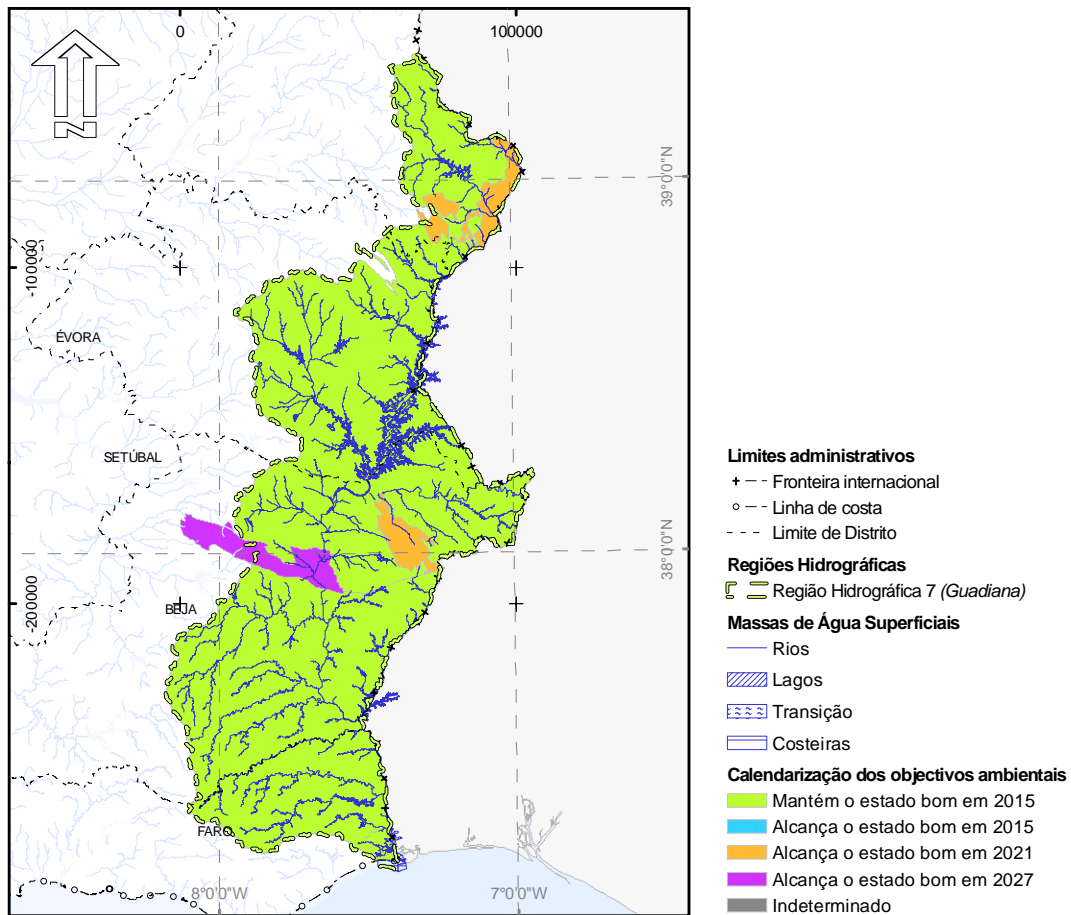 0
100000
N
39°0'0"N
-100000
ÉVORA
SETÚBAL
38°0'0"N
-200000
BEJA
FARO
8°0'0"W
7°0'0"W
Limites administrativos
Fronteira internacional
Linha de costa
Limite de Distrito
Regiões Hidrográficas
Região Hidrográfica 7 (Guadiana)
Massas de Água Superficiais
Rios
Lagos
Transição
Costeiras
Calendarização dos objectivos ambientais
Mantém o estado bom em 2015
Alcança o estado bom em 2015
Alcança o estado bom em 2021
Alcança o estado bom em 2027
Indeterminado